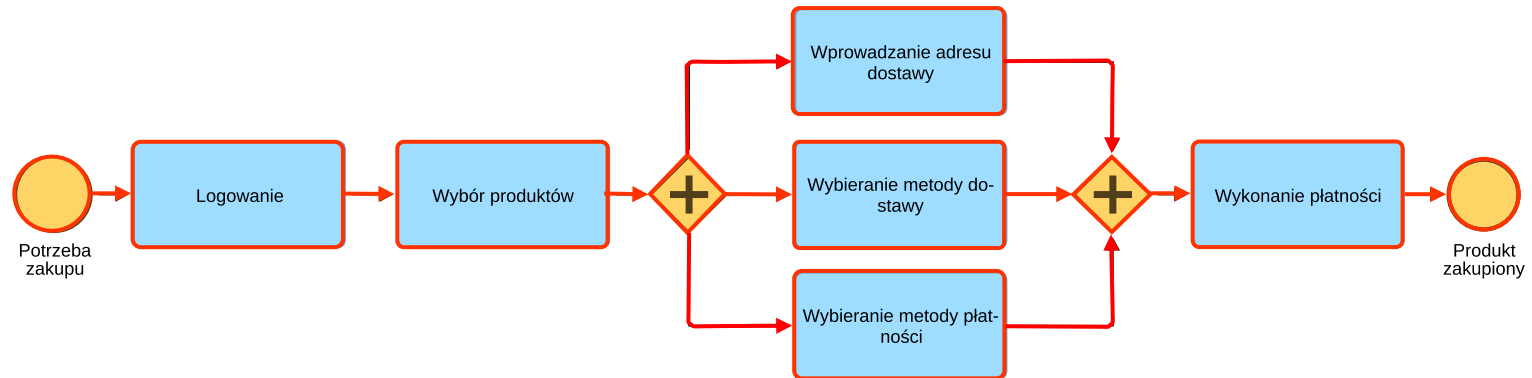 Potrzeba
zakupu
Logowanie
Wybór produktów
Wprowadzanie adresu
dostawy
Wybieranie metody do-
stawy
Wybieranie metody płat-
ności
Wykonanie płatności
Produkt
zakupiony